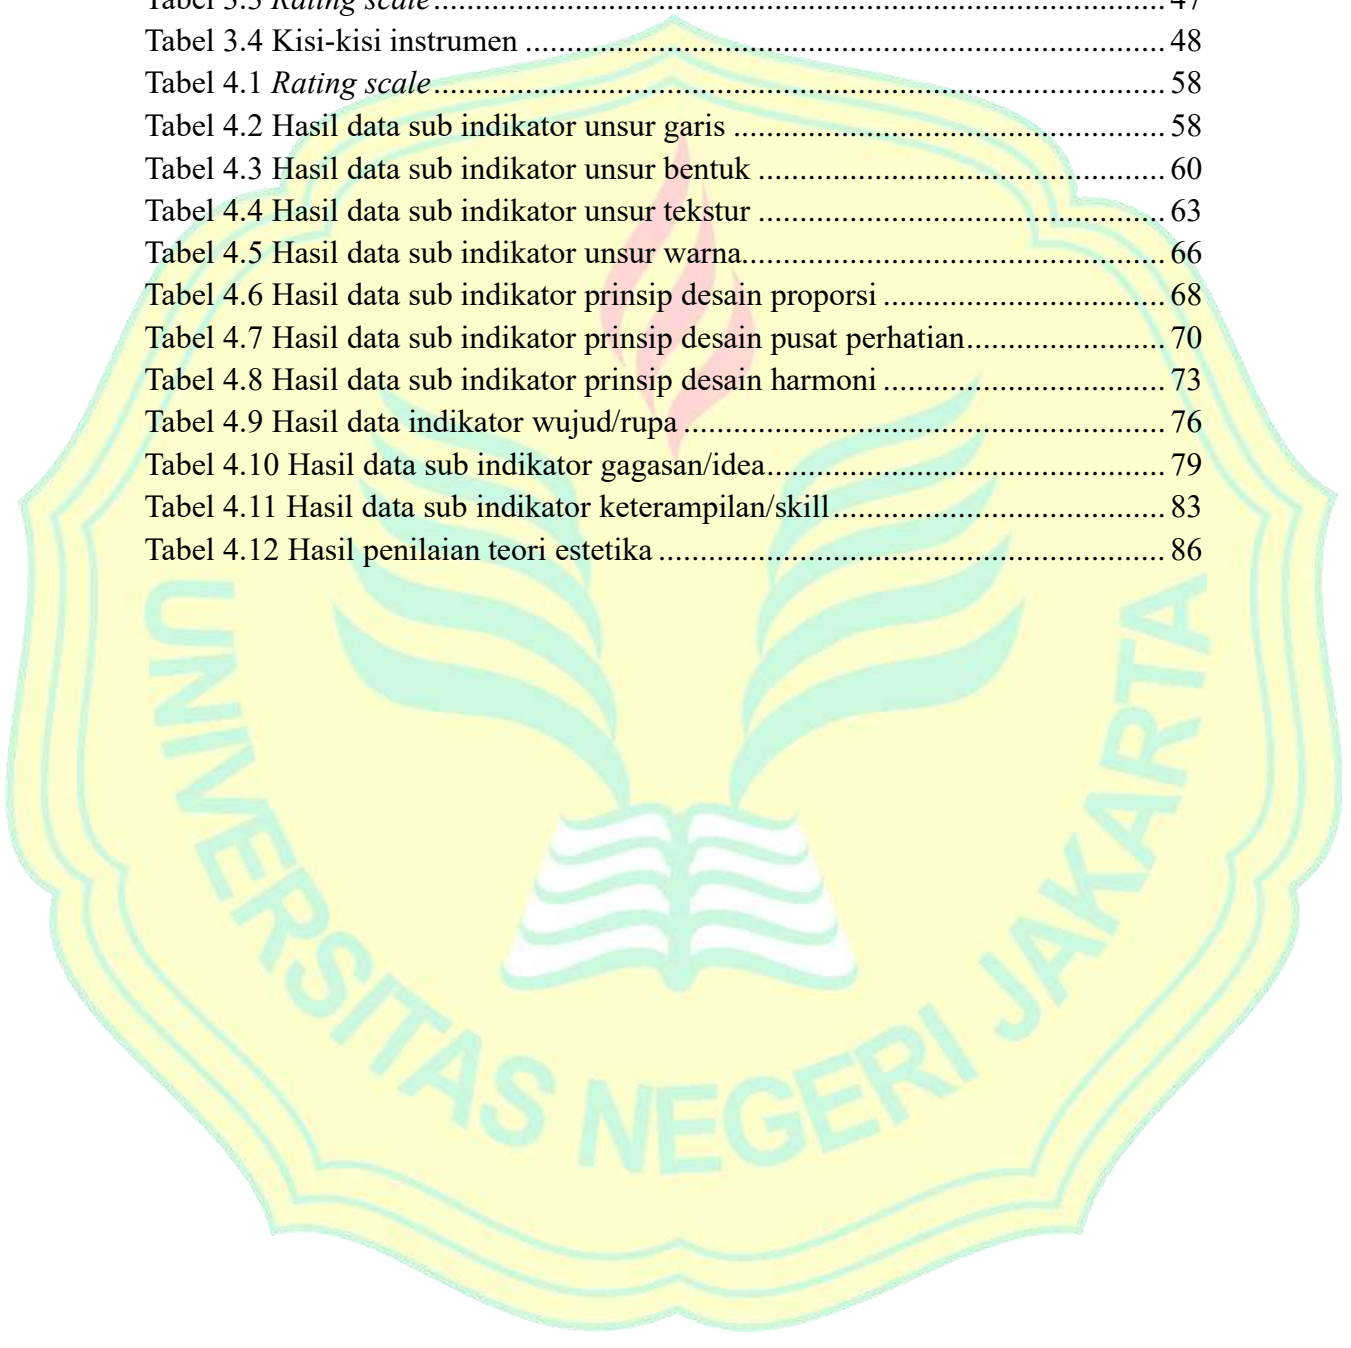 Tabel 3.3 Rating scale.......... 47
Tabel 3.4 Kisi-kisi instrumen .......... 48
Tabel 4.1 Rating scale.......... 58
Tabel 4.2 Hasil data sub indikator unsur garis .......... 58
Tabel 4.3 Hasil data sub indikator unsur bentuk .......... 60
Tabel 4.4 Hasil data sub indikator unsur tekstur .......... 63
Tabel 4.5 Hasil data sub indikator unsur warna.......... 66
Tabel 4.6 Hasil data sub indikator prinsip desain proporsi .......... 68
Tabel 4.7 Hasil data sub indikator prinsip desain pusat perhatian.......... 70
Tabel 4.8 Hasil data sub indikator prinsip desain harmoni .......... 73
Tabel 4.9 Hasil data indikator wujud/rupa .......... 76
Tabel 4.10 Hasil data sub indikator gagasan/idea.......... 79
Tabel 4.11 Hasil data sub indikator keterampilan/skill.......... 83
Tabel 4.12 Hasil penilaian teori estetika .......... 86
UNIVERSITAS NEGERI JAKARTA